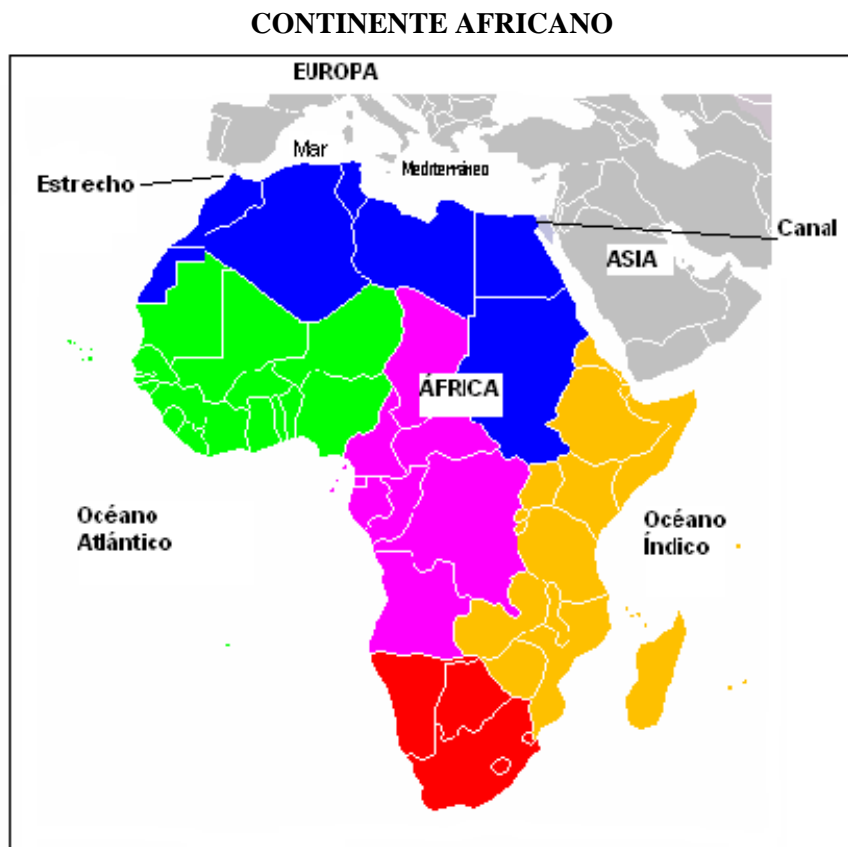 CONTINENTE AFRICANO
EUROPA
Mar
Mediterráneo
Estrecho
Canal
ASIA
ÁFRICA
Océano
Atlántico
Océano
Índico